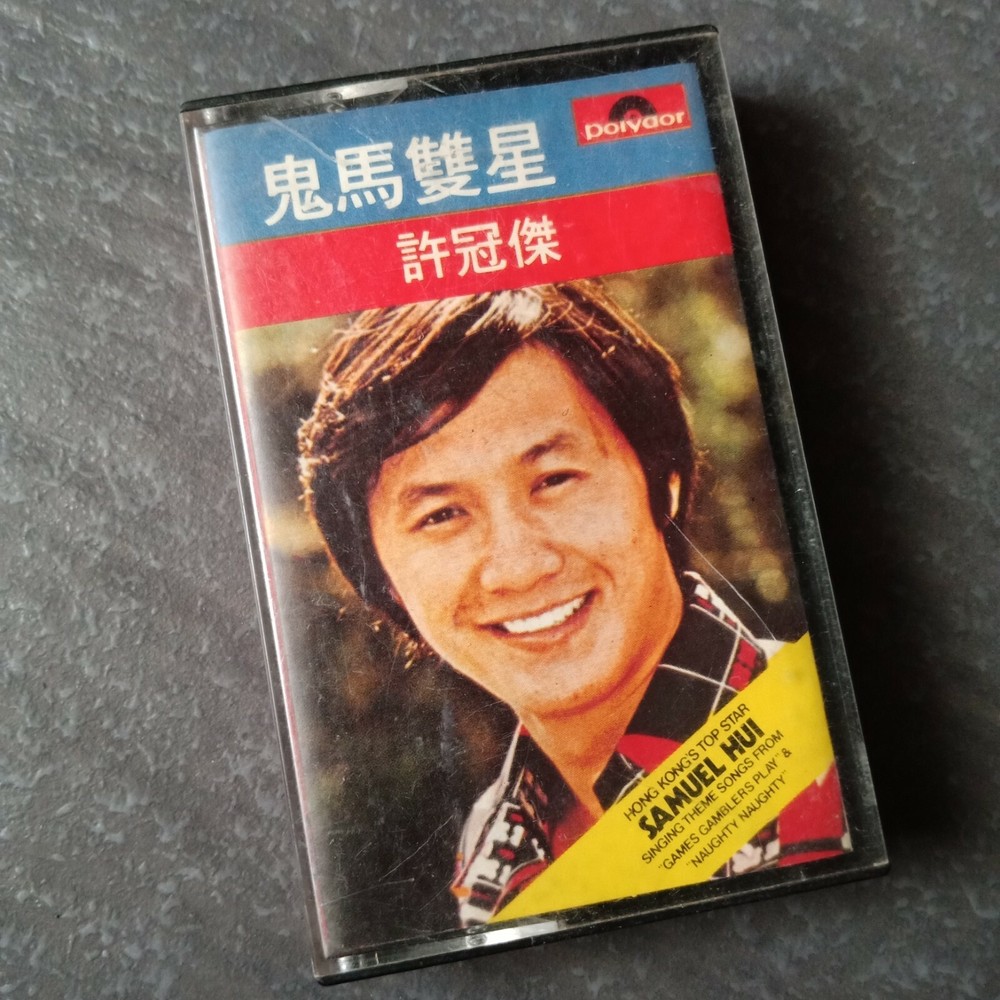 polydor
鬼馬雙星
許冠傑
HONG KONG'S TOP STAR
SAMUEL HUI
SINGING THEME SONGS FROM
"GAMES GAMBLERS PLAY" &
"NAUGHTY NAUGHTY"